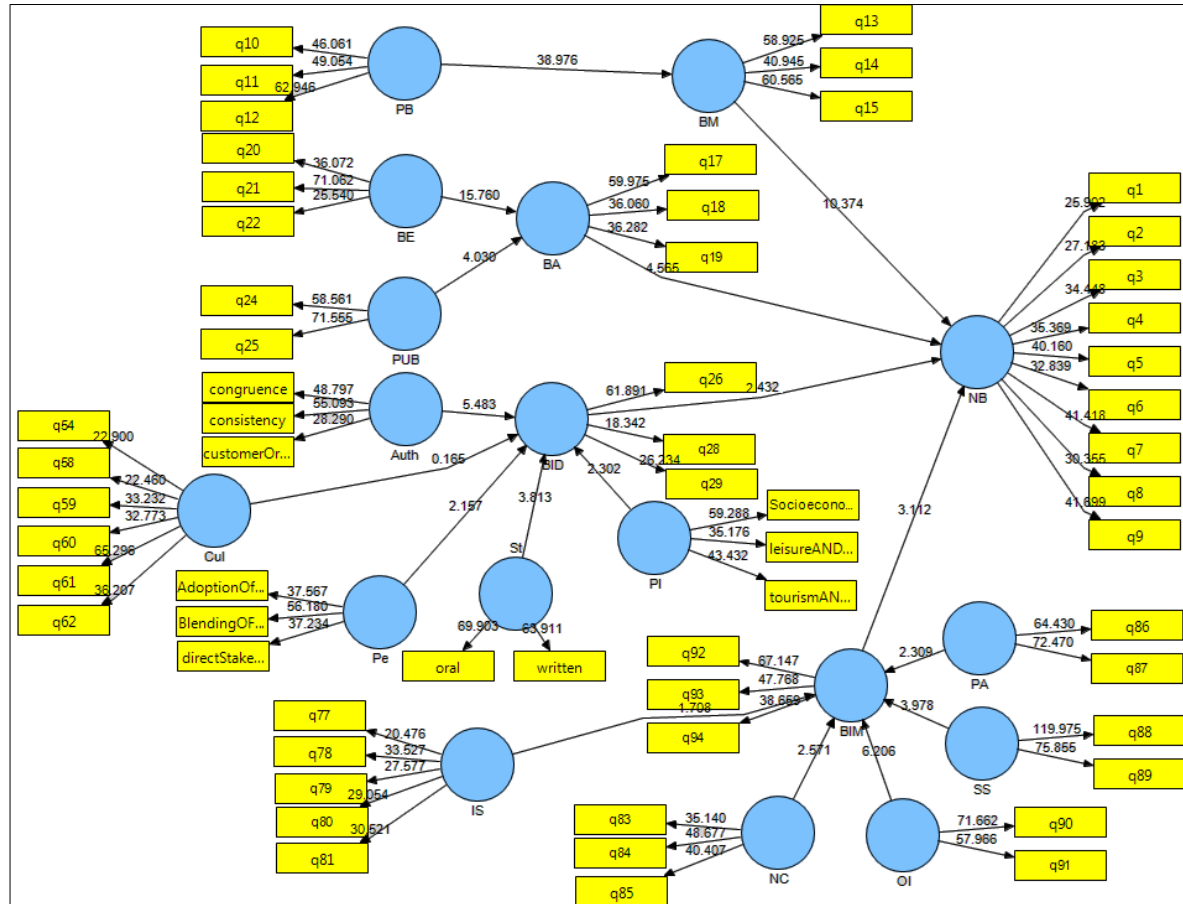 q13
q10
46.061
58.925
49.054
38.976
q14
40.945
q11
62.946
60.565
q12
PB
BM
q15
q20
q17
36.072
59.975
q1
q21
71.062
15.760
36.060
q18
10.374
25.902
25.540
q2
q22
36.282
27.183
BE
BA
q19
q3
4.030
4.565
34.448
q24
58.561
q4
35.369
71.555
q25
40.160
q5
PUB
32.839
congruence
48.797
61.891
q26
2.432
NB
q6
55.093
5.483
consistency
41.418
q64
28.290
18.342
q7
22.900
customerOr...
Auth
BID
q28
30.355
q58
0.165
26.234
q8
22.460
2.302
q29
q59
33.232
2.157
3.813
41.699
32.773
Socioecono...
3.112
q9
q60
59.288
65.296
Cul
St
35.176
leisureAND...
q61
PI
43.432
36.207
AdoptionOf...
37.567
tourismAN...
q62
56.180
BlendingOF...
64.430
q86
37.234
69.903
63.911
directStake...
Pe
q92
72.470
oral
written
67.147
2.309
PA
q87
q93
47.768
q77
38.659
1.708
20.476
q94
BIM
3.978
q78
33.527
119.975
q88
27.577
2.571
6.206
75.855
q79
29.054
SS
q89
q80
30.521
IS
q83
35.140
q81
48.677
71.662
q90
q84
40.407
57.966
NC
OI
q91
q85